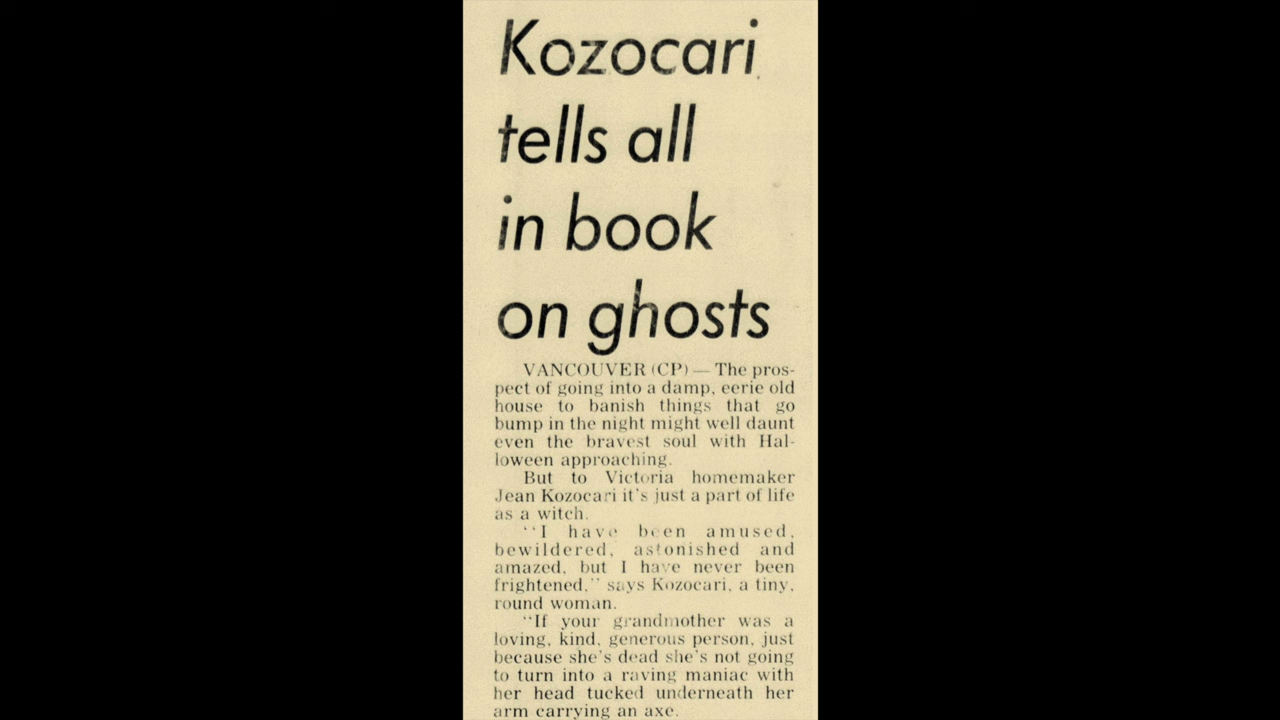 Kozocari
tells all
in book
on ghosts
VANCOUVER (CP) — The pros-
pect of going into a damp, eerie old
house to banish things that go
bump in the night might well daunt
even the bravest soul with Hal-
loween approaching.
But to Victoria homemaker
Jean Kozocari it's just a part of life
as a witch.
"I have been amused,
bewildered, astonished and
amazed, but I have never been
frightened," says Kozocari, a tiny,
round woman.
"If your grandmother was a
loving, kind, generous person, just
because she's dead she's not going
to turn into a raving maniac with
her head tucked underneath her
arm carrying an axe.